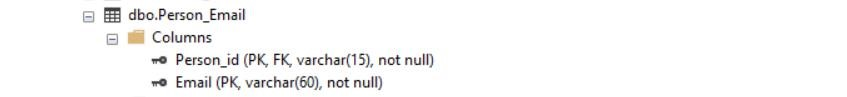 dbo.Person_Email
Columns
Person_id (PK, FK, varchar(15), not null)
Email (PK, varchar(60), not null)